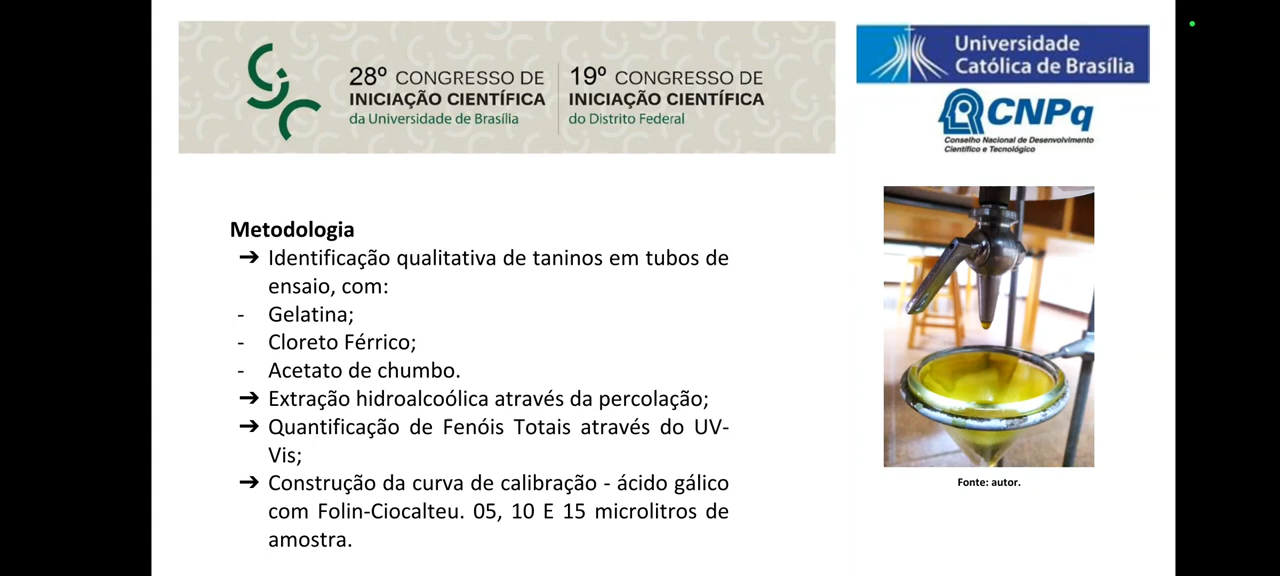 28º CONGRESSO DE
INICIAÇÃO CIENTÍFICA
da Universidade de Brasília
19º CONGRESSO DE
INICIAÇÃO CIENTÍFICA
do Distrito Federal
Universidade
Católica de Brasília
CNPq
Conselho Nacional de Desenvolvimento
Científico e Tecnológico
Metodologia
➔ Identificação qualitativa de taninos em tubos de
ensaio, com:
- Gelatina;
- Cloreto Férrico;
- Acetato de chumbo.
➔ Extração hidroalcoólica através da percolação;
➔ Quantificação de Fenóis Totais através do UV-
Vis;
➔ Construção da curva de calibração - ácido gálico
com Folin-Ciocalteu. 05, 10 E 15 microlitros de
amostra.
Fonte: autor.